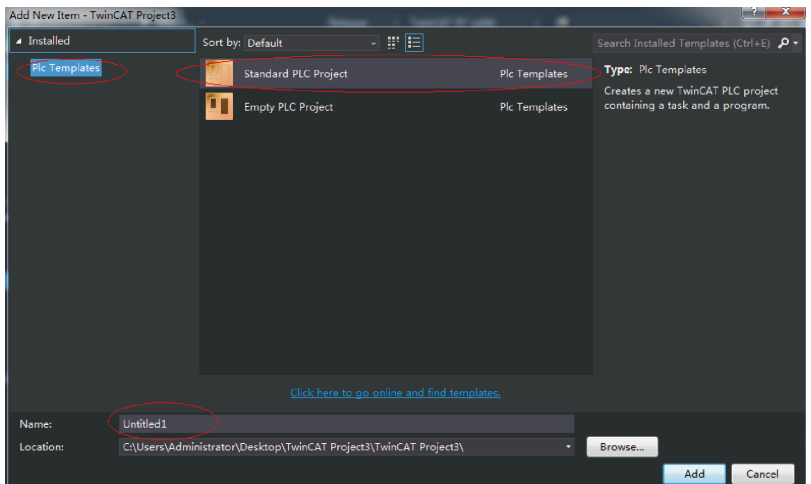 Add New Item - TwinCAT Project3
Installed
Sort by: Default
Search Installed Templates (Ctrl+E)
Plc Templates
Standard PLC Project Plc Templates
Type: Plc Templates
Empty PLC Project Plc Templates
Creates a new TwinCAT PLC project
containing a task and a program.
Click here to go online and find templates.
Name: Untitled1
Location: C:\Users\Administrator\Desktop\TwinCAT Project3\TwinCAT Project3\
Browse...
Add Cancel